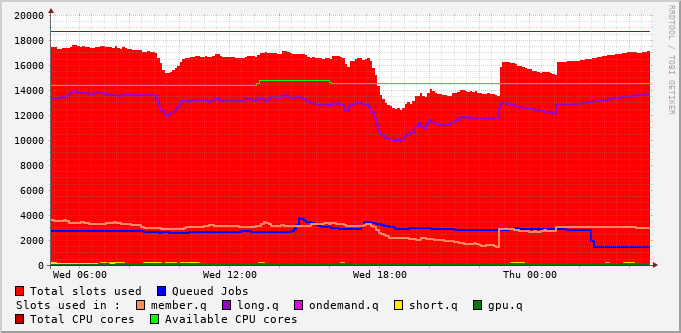 20000
18000
16000
14000
12000
10000
8000
6000
4000
2000
0
Wed 06:00 Wed 12:00 Wed 18:00 Thu 00:00
Total slots used Queued Jobs
Slots used in : member.q long.q ondemand.q short.q gpu.q
Total CPU cores Available CPU cores
RRDTOOL / TOBI OETIKER